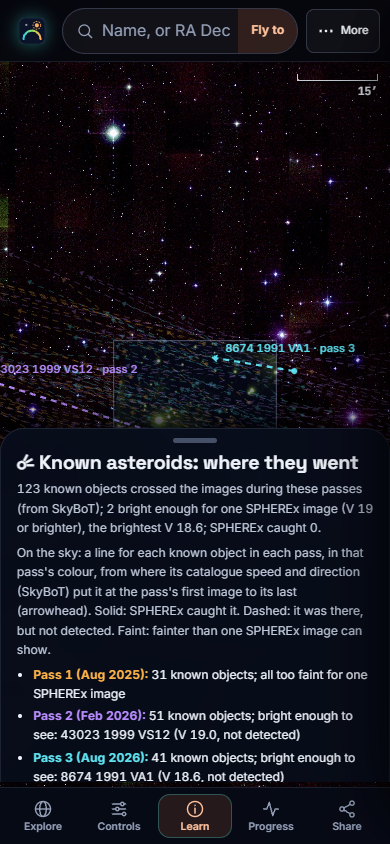 Name, or RA Dec
Fly to
··· More
15′
8674 1991 VA1 · pass 3
3023 1999 VS12 · pass 2
Known asteroids: where they went
123 known objects crossed the images during these passes
(from SkyBoT); 2 bright enough for one SPHEREx image (V 19
or brighter), the brightest V 18.6; SPHEREx caught 0.
On the sky: a line for each known object in each pass, in that
pass's colour, from where its catalogue speed and direction
(SkyBoT) put it at the pass's first image to its last
(arrowhead). Solid: SPHEREx caught it. Dashed: it was there,
but not detected. Faint: fainter than one SPHEREx image can
show.
• Pass 1 (Aug 2025): 31 known objects; all too faint for one
SPHEREx image
• Pass 2 (Feb 2026): 51 known objects; bright enough to
see: 43023 1999 VS12 (V 19.0, not detected)
• Pass 3 (Aug 2026): 41 known objects; bright enough to
see: 8674 1991 VA1 (V 18.6, not detected)
Explore
Controls
Learn
Progress
Share